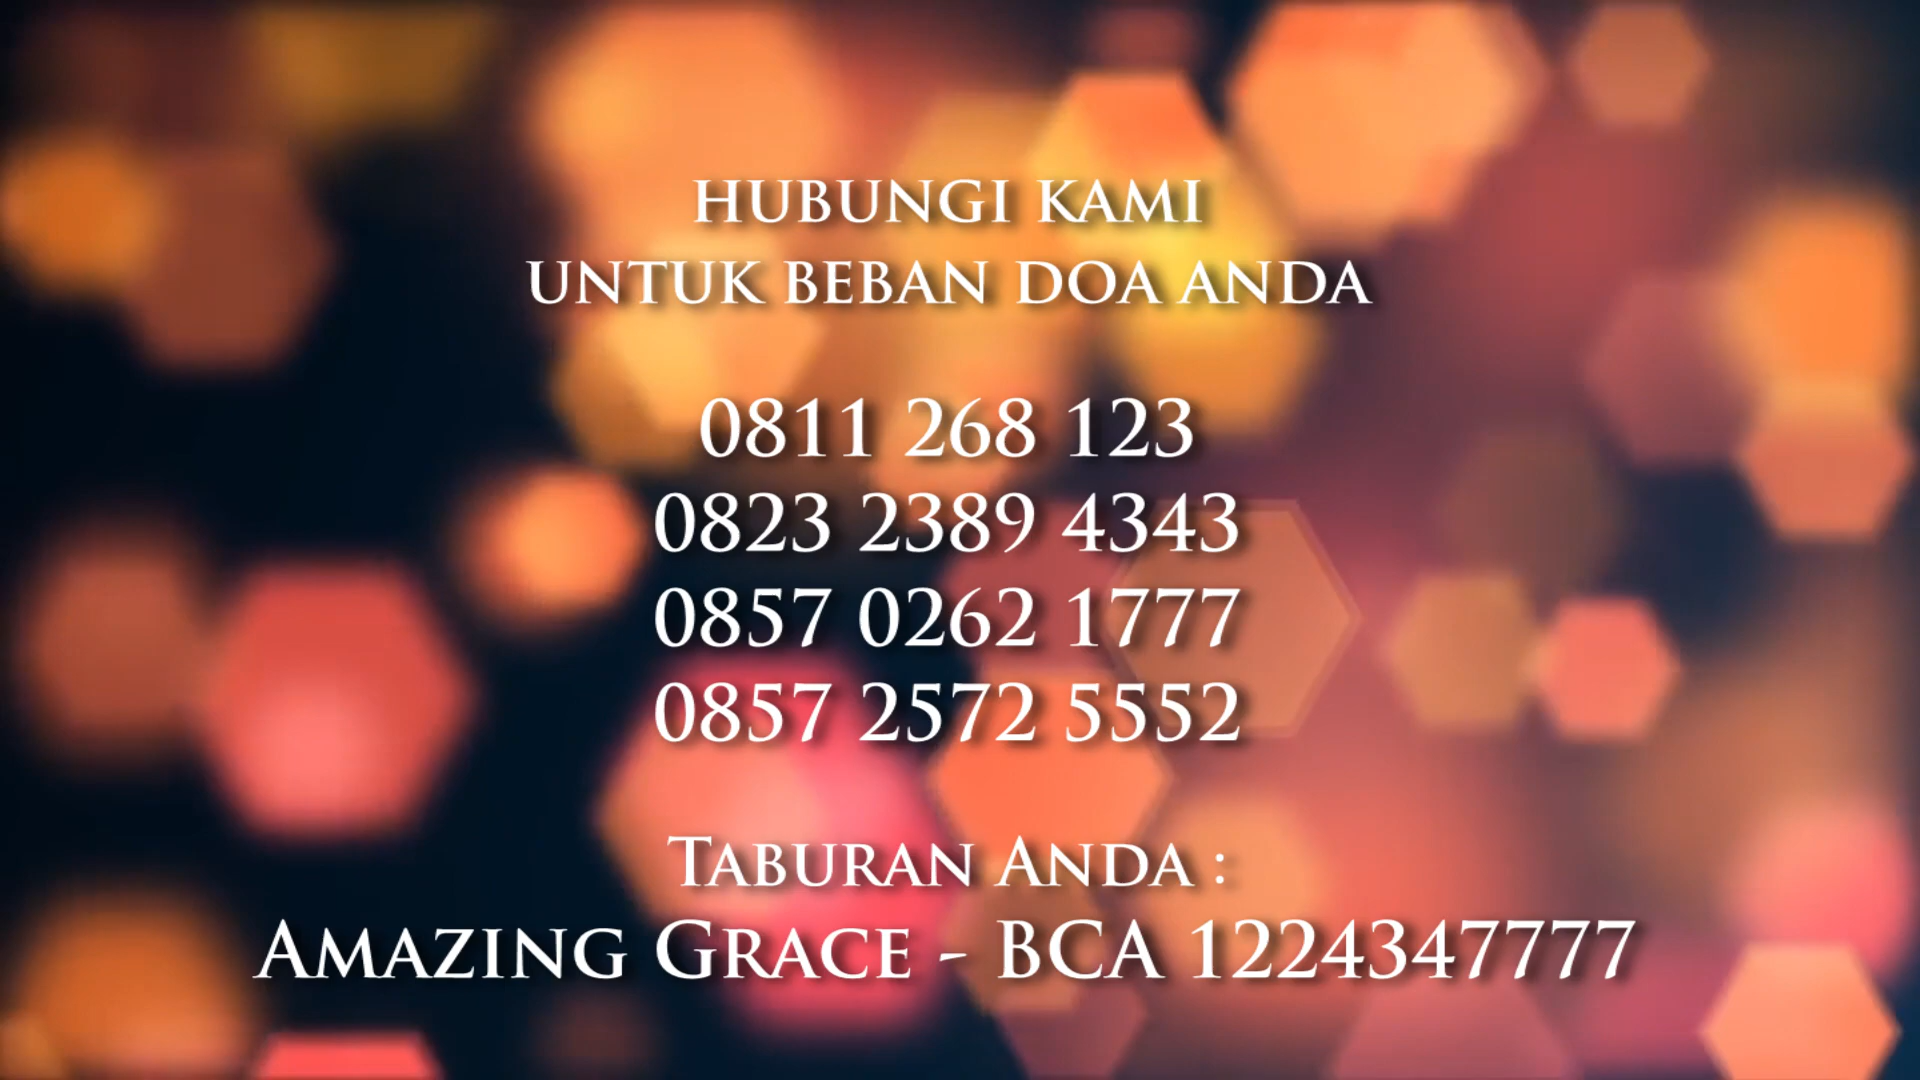 HUBUNGI KAMI
UNTUK BEBAN DOA ANDA
0811 268 123
0823 2389 4343
0857 0262 1777
0857 2572 5552
TABURAN ANDA :
AMAZING GRACE - BCA 1224347777